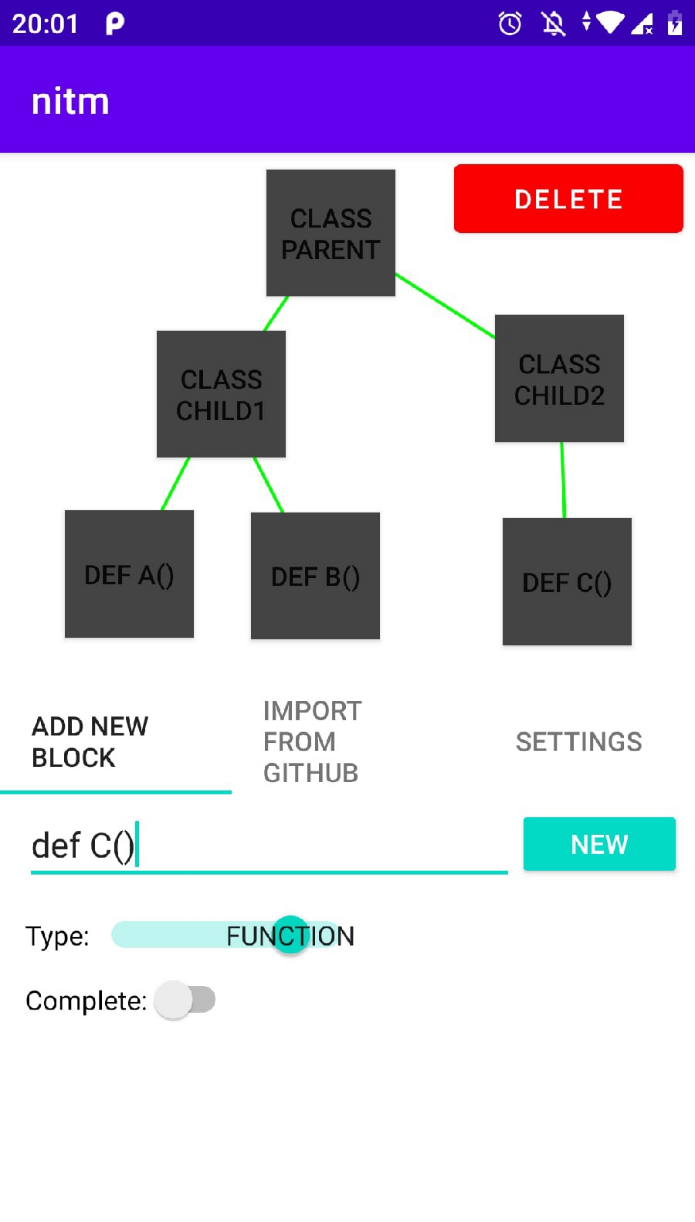 20:01
nitm
DELETE
CLASS
PARENT
CLASS
CHILD1
CLASS
CHILD2
DEF A()
DEF B()
DEF C()
ADD NEW
BLOCK
IMPORT
FROM
GITHUB
SETTINGS
def C()
NEW
Type: FUNCTION
Complete: